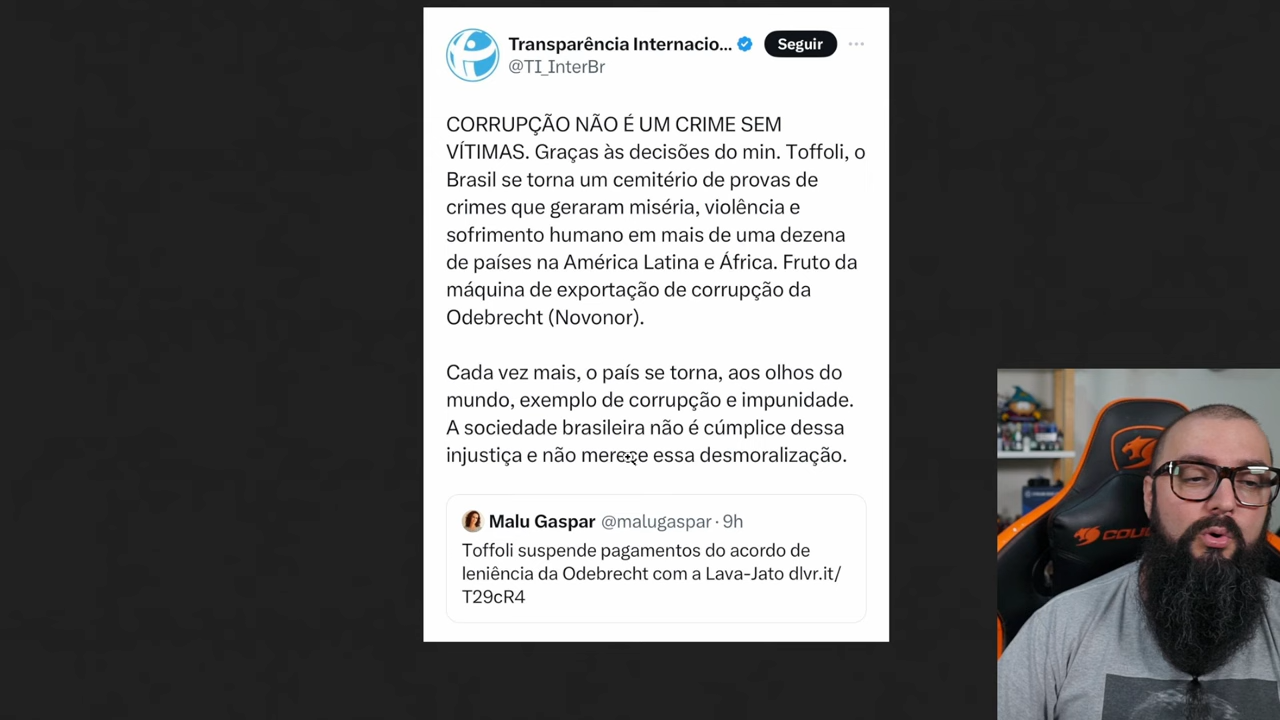 Transparência Internacio...
Seguir
@TI_InterBr
CORRUPÇÃO NÃO É UM CRIME SEM
VÍTIMAS. Graças às decisões do min. Toffoli, o
Brasil se torna um cemitério de provas de
crimes que geraram miséria, violência e
sofrimento humano em mais de uma dezena
de países na América Latina e África. Fruto da
máquina de exportação de corrupção da
Odebrecht (Novonor).
Cada vez mais, o país se torna, aos olhos do
mundo, exemplo de corrupção e impunidade.
A sociedade brasileira não é cúmplice dessa
injustiça e não merece essa desmoralização.
Malu Gaspar @malugaspar · 9h
Toffoli suspende pagamentos do acordo de
leniência da Odebrecht com a Lava-Jato dlvr.it/
T29cR4